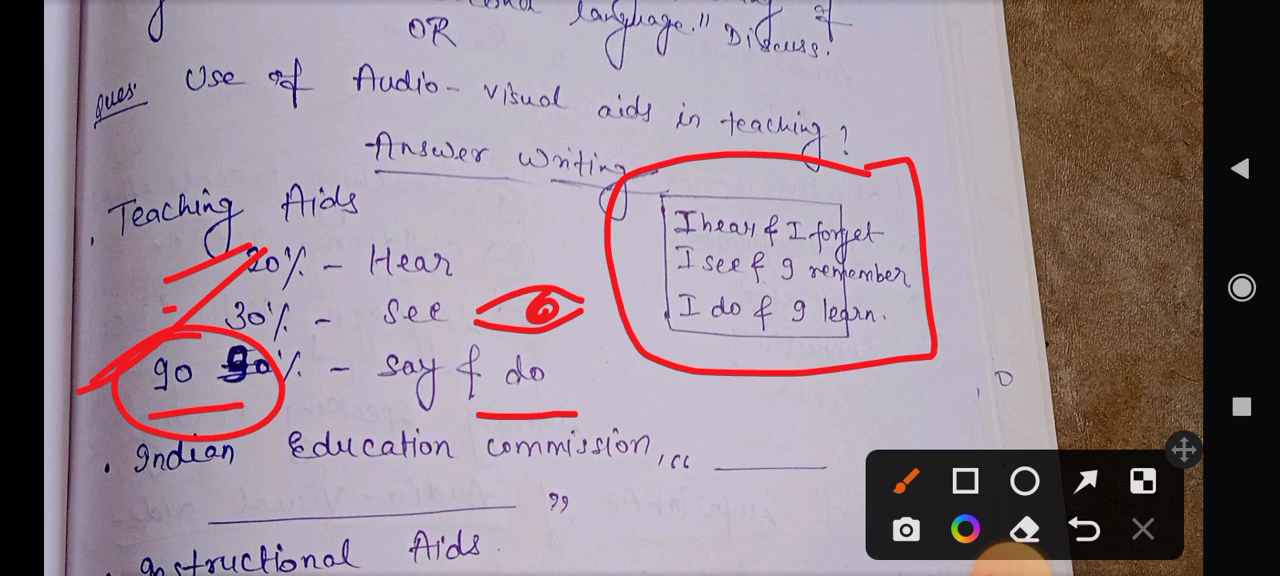 language." Discuss.
OR
Ques. Use of Audio-visual aids in teaching?
Answer writing
. Teaching Aids
20% - Hear
30% - See
90 90% - Say & do
I hear & I forget
I see & I remember
I do & I learn.
. Indian Education commission, "
"
. Instructional Aids.